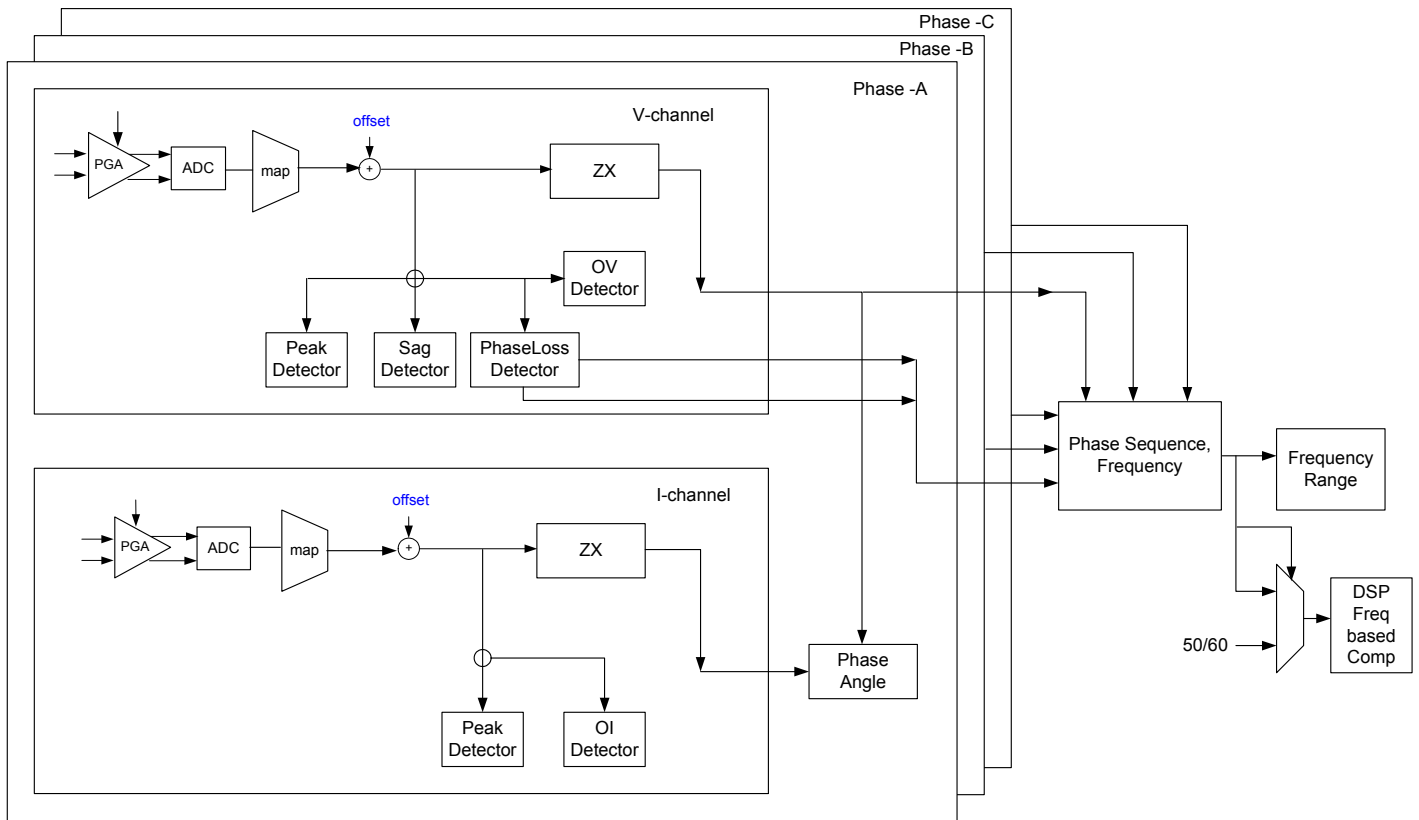 Phase -C
Phase -B
Phase -A
V-channel
offset
PGA
ADC
map
+
ZX
OV
Detector
Peak
Detector
Sag
Detector
PhaseLoss
Detector
Phase Sequence,
Frequency
Frequency
Range
I-channel
offset
PGA
ADC
map
+
ZX
DSP
Freq
based
Comp
50/60
Phase
Angle
Peak
Detector
OI
Detector